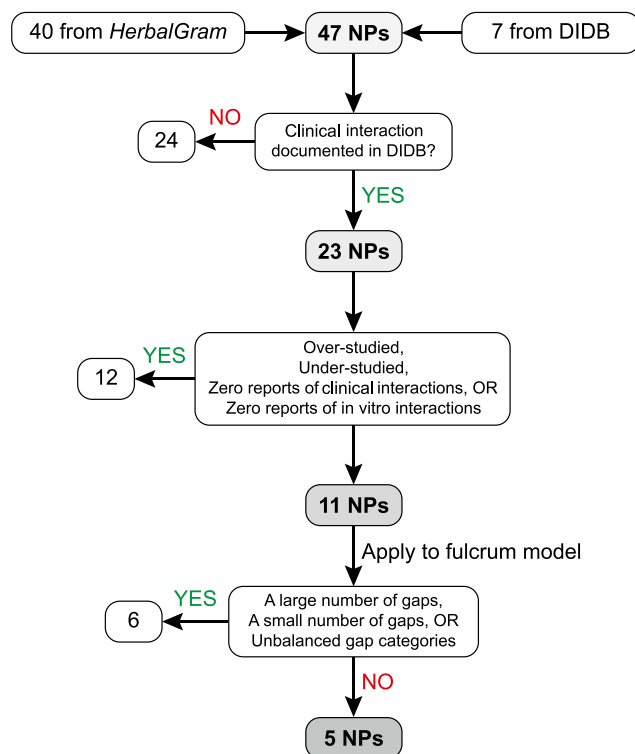 40 from HerbalGram
47 NPs
7 from DIDB
NO
24
Clinical interaction
documented in DIDB?
YES
23 NPs
YES
12
Over-studied,
Under-studied,
Zero reports of clinical interactions, OR
Zero reports of in vitro interactions
11 NPs
Apply to fulcrum model
YES
6
A large number of gaps,
A small number of gaps, OR
Unbalanced gap categories
NO
5 NPs